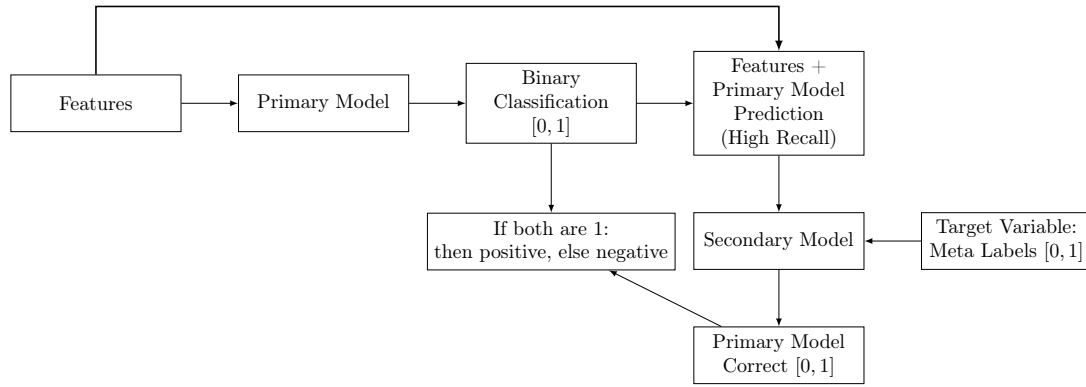 Features
Primary Model
Binary
Classification
[0, 1]
Features +
Primary Model
Prediction
(High Recall)
If both are 1:
then positive, else negative
Secondary Model
Target Variable:
Meta Labels [0, 1]
Primary Model
Correct [0, 1]